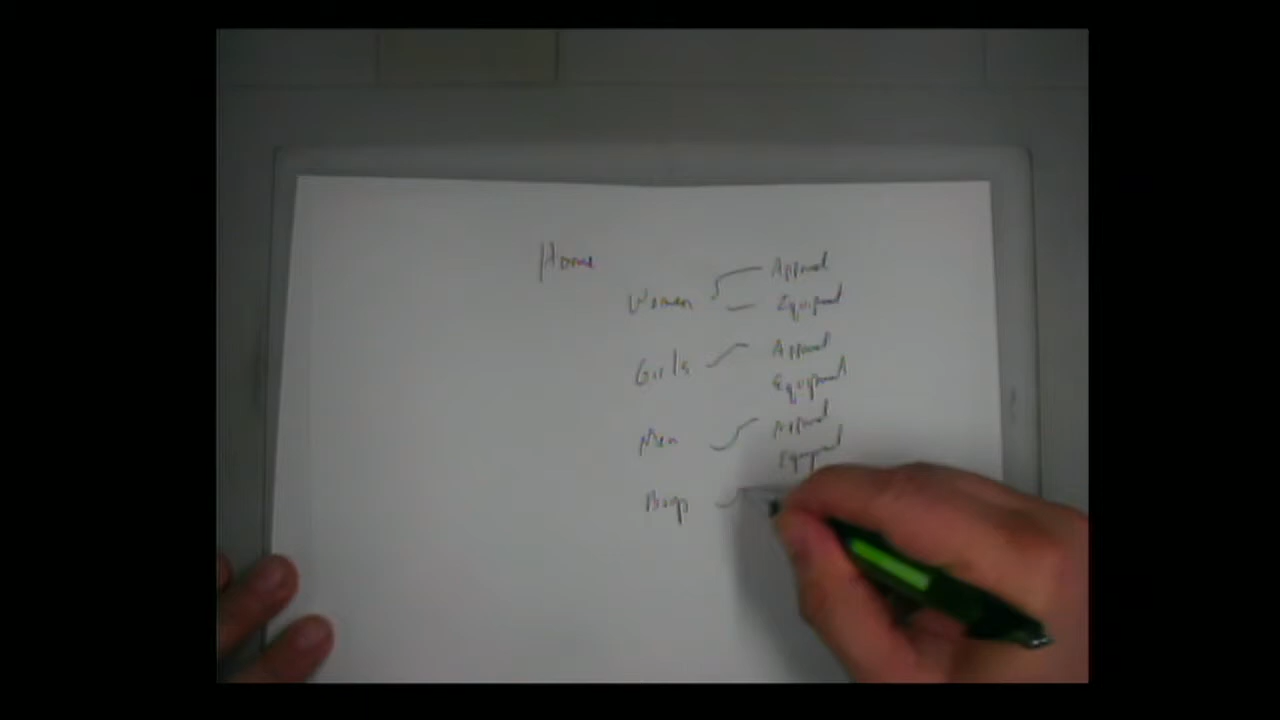 Home
Apparel
Women
Equipment
Apparel
Girls
Equipment
Apparel
Men
Equipment
Boys